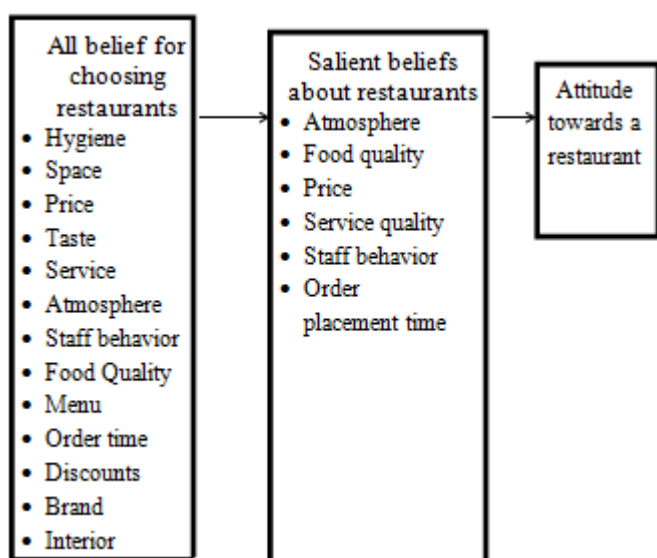 All belief for
choosing
restaurants
• Hygiene
• Space
• Price
• Taste
• Service
• Atmosphere
• Staff behavior
• Food Quality
• Menu
• Order time
• Discounts
• Brand
• Interior
Salient beliefs
about restaurants
• Atmosphere
• Food quality
• Price
• Service quality
• Staff behavior
• Order
placement time
Attitude
towards a
restaurant